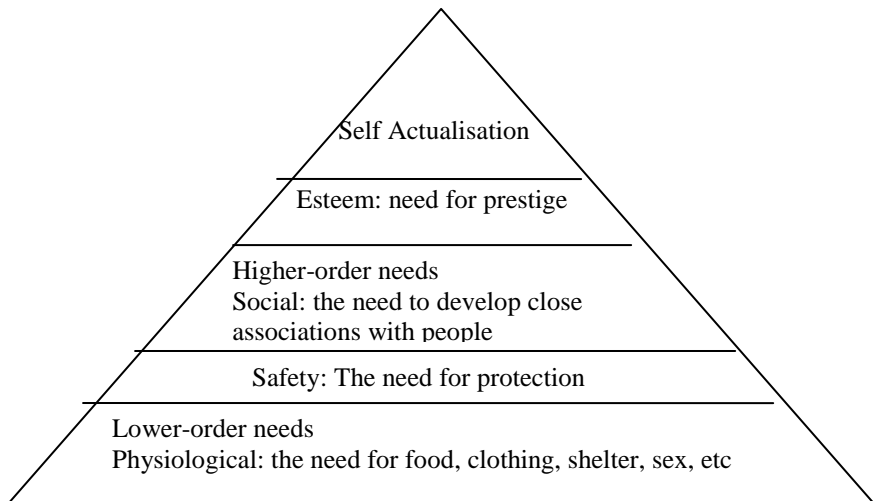 Self Actualisation
Esteem: need for prestige
Higher-order needs
Social: the need to develop close
associations with people
Safety: The need for protection
Lower-order needs
Physiological: the need for food, clothing, shelter, sex, etc